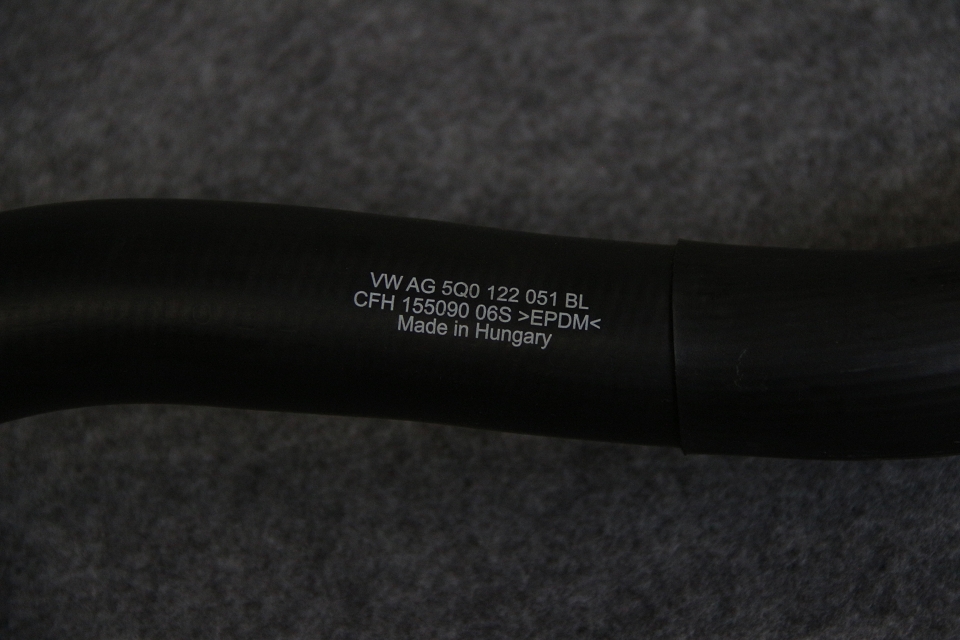 VW AG 5Q0 122 051 BL
CFH 155090 06S >EPDM<
Made in Hungary